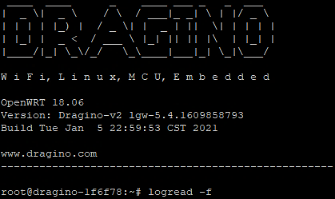 DRAGINO
W i F i , L i n u x , M C U , E m b e d d e d
OpenWRT 18.06
Version: Dragino-v2 lgw-5.4.1609858793
Build Tue Jan  5 22:59:53 CST 2021
www.dragino.com
----------------------------------------------------
root@dragino-1f6f78:~# logread -f